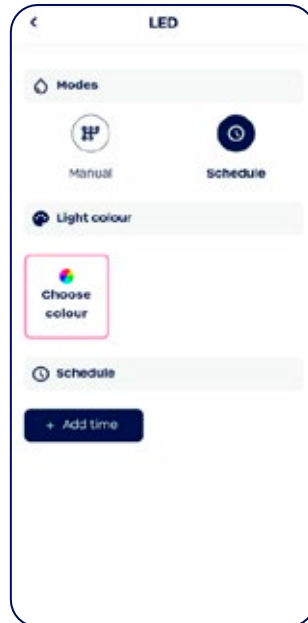 LED
Modes
Manual Schedule
Light colour
Choose
colour
Schedule
+ Add time